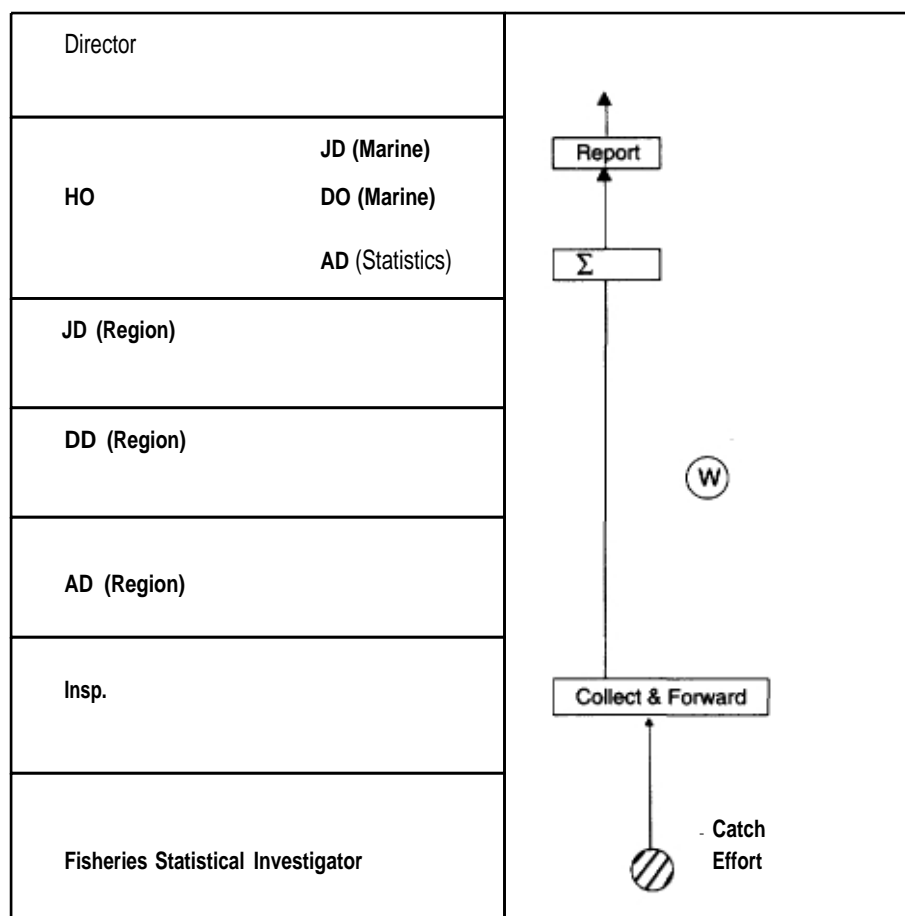 Director
JD (Marine)
Report
HO
DO (Marine)
AD (Statistics)
Σ
JD (Region)
DD (Region)
W
AD (Region)
Insp.
Collect & Forward
Catch
Fisheries Statistical Investigator
Effort